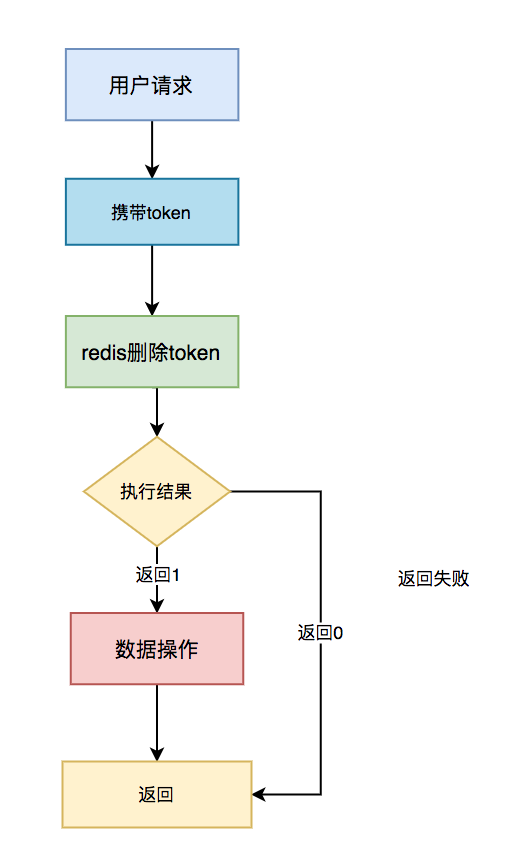 用户请求
携带token
redis删除token
执行结果
返回1
返回失败
返回0
数据操作
返回